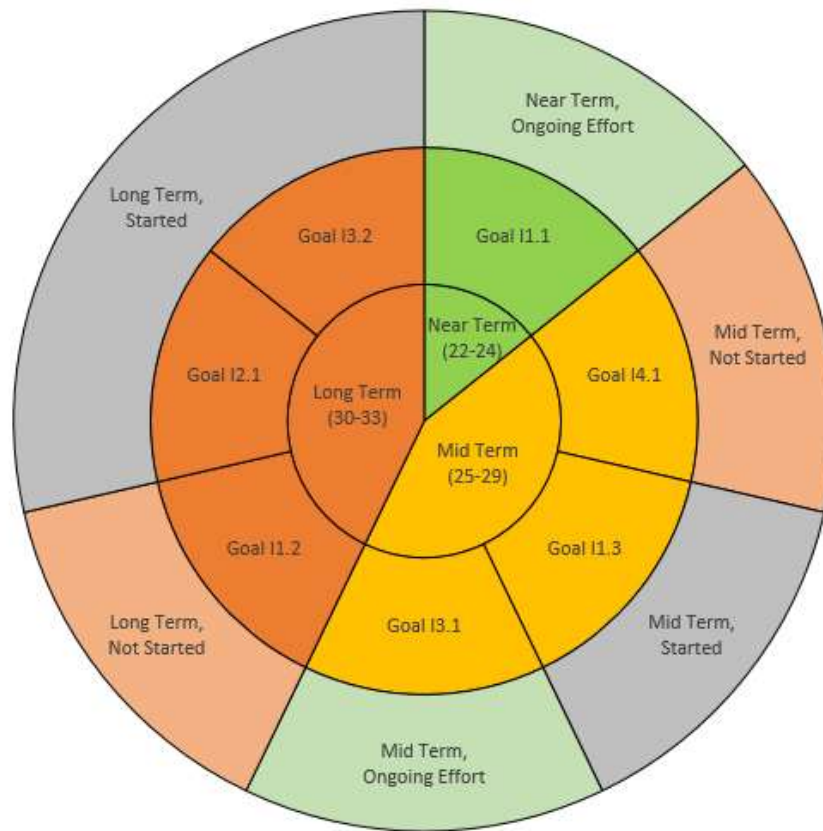 Near Term,
Ongoing Effort
Long Term,
Started
Goal I3.2
Goal I1.1
Near Term
(22-24)
Mid Term,
Not Started
Goal I2.1
Long Term
(30-33)
Goal I4.1
Mid Term
(25-29)
Goal I1.2
Goal I1.3
Long Term,
Not Started
Goal I3.1
Mid Term,
Started
Mid Term,
Ongoing Effort